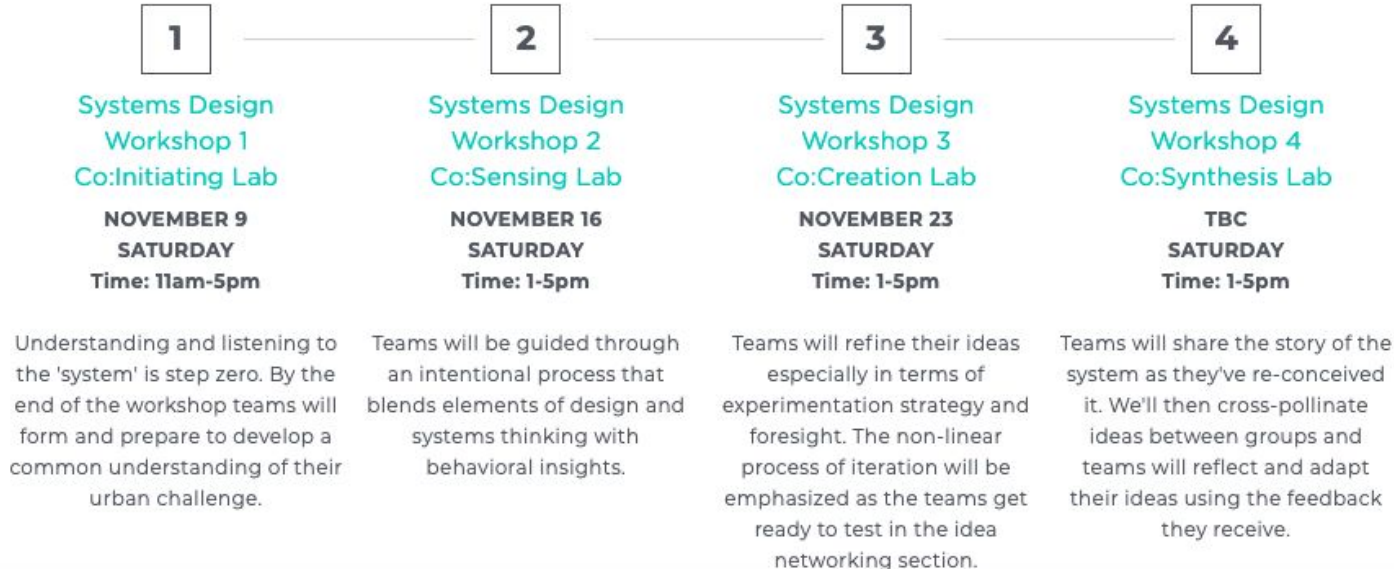 1
Systems Design
Workshop 1
Co:Initiating Lab
NOVEMBER 9
SATURDAY
Time: 11am-5pm
Understanding and listening to
the 'system' is step zero. By the
end of the workshop teams will
form and prepare to develop a
common understanding of their
urban challenge.
2
Systems Design
Workshop 2
Co:Sensing Lab
NOVEMBER 16
SATURDAY
Time: 1-5pm
Teams will be guided through
an intentional process that
blends elements of design and
systems thinking with
behavioral insights.
3
Systems Design
Workshop 3
Co:Creation Lab
NOVEMBER 23
SATURDAY
Time: 1-5pm
Teams will refine their ideas
especially in terms of
experimentation strategy and
foresight. The non-linear
process of iteration will be
emphasized as the teams get
ready to test in the idea
networking section.
4
Systems Design
Workshop 4
Co:Synthesis Lab
TBC
SATURDAY
Time: 1-5pm
Teams will share the story of the
system as they've re-conceived
it. We'll then cross-pollinate
ideas between groups and
teams will reflect and adapt
their ideas using the feedback
they receive.